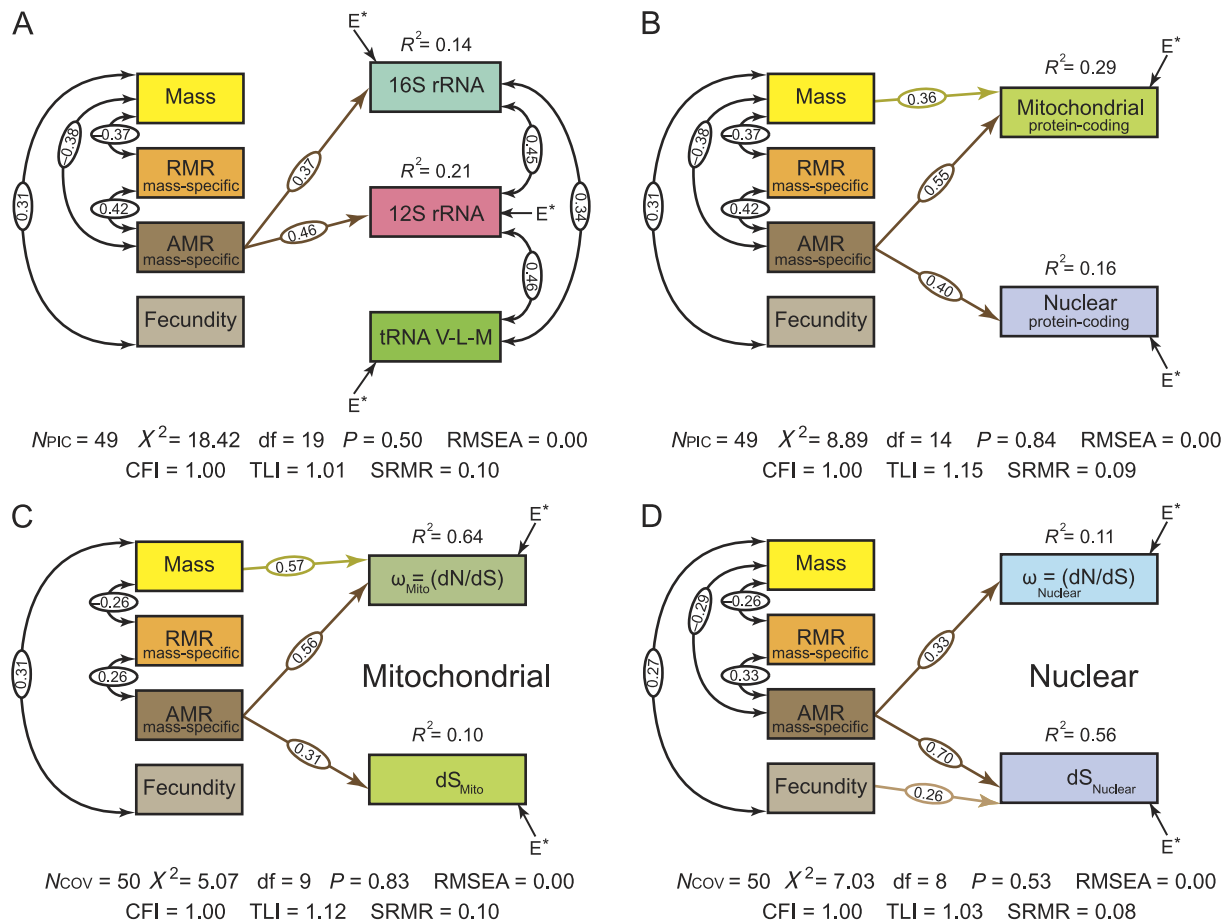 A
E*
R²= 0.14
Mass
16S rRNA
−0.37
−0.38
RMR
mass-specific
0.37
0.45
R²= 0.21
0.31
0.42
12S rRNA
E*
0.34
AMR
mass-specific
0.46
0.46
Fecundity
tRNA V-L-M
E*
NPIC = 49 X²= 18.42 df = 19 P = 0.50 RMSEA = 0.00
CFI = 1.00 TLI = 1.01 SRMR = 0.10
B
E*
R²= 0.29
Mass
0.36
Mitochondrial
protein-coding
−0.37
−0.38
RMR
mass-specific
0.55
0.31
0.42
AMR
mass-specific
0.40
R²= 0.16
Fecundity
Nuclear
protein-coding
E*
NPIC = 49 X²= 8.89 df = 14 P = 0.84 RMSEA = 0.00
CFI = 1.00 TLI = 1.15 SRMR = 0.09
C
E*
R²= 0.64
Mass
0.57
ωMito = (dN/dS)
−0.26
RMR
mass-specific
0.56
0.31
0.26
Mitochondrial
AMR
mass-specific
0.31
R²= 0.10
Fecundity
dSMito
E*
NCOV = 50 X²= 5.07 df = 9 P = 0.83 RMSEA = 0.00
CFI = 1.00 TLI = 1.12 SRMR = 0.10
D
E*
R²= 0.11
Mass
ω = (dN/dS)
Nuclear
−0.26
−0.29
RMR
mass-specific
0.33
0.27
0.33
Nuclear
AMR
mass-specific
0.70
R²= 0.56
Fecundity
0.26
dSNuclear
E*
NCOV = 50 X²= 7.03 df = 8 P = 0.53 RMSEA = 0.00
CFI = 1.00 TLI = 1.03 SRMR = 0.08